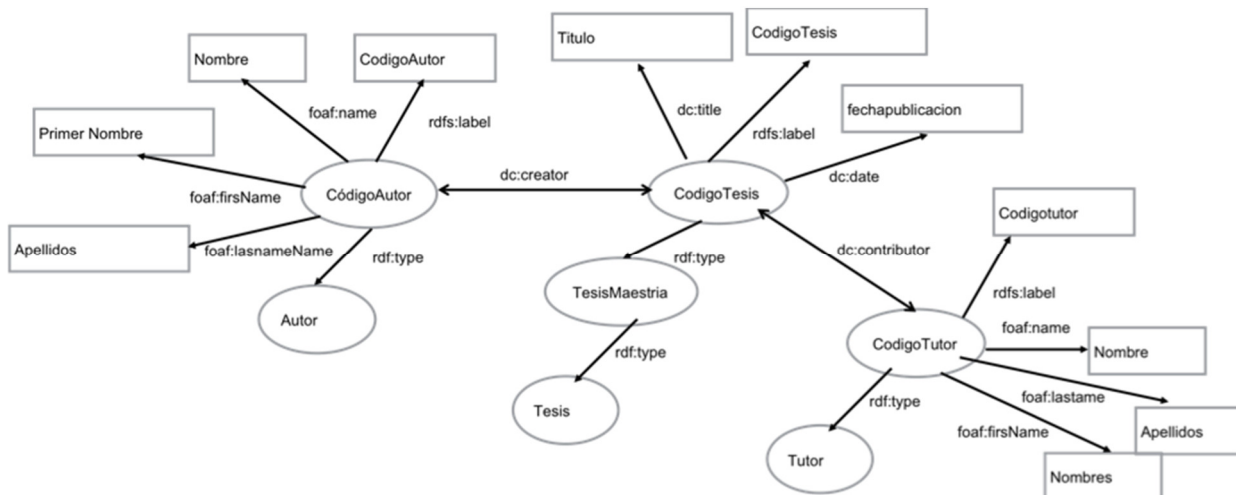 Titulo
CodigoTesis
Nombre
CodigoAutor
foaf:name
dc:title
fechapublicacion
Primer Nombre
rdfs:label
rdfs:label
dc:creator
dc:date
foaf:firsName
CódigoAutor
CodigoTesis
Codigotutor
Apellidos
foaf:lasnameName
rdf:type
rdf:type
dc:contributor
TesisMaestria
rdfs:label
Autor
foaf:name
rdf:type
CodigoTutor
Nombre
foaf:lastame
rdf:type
Tesis
foaf:firsName
Apellidos
Tutor
Nombres